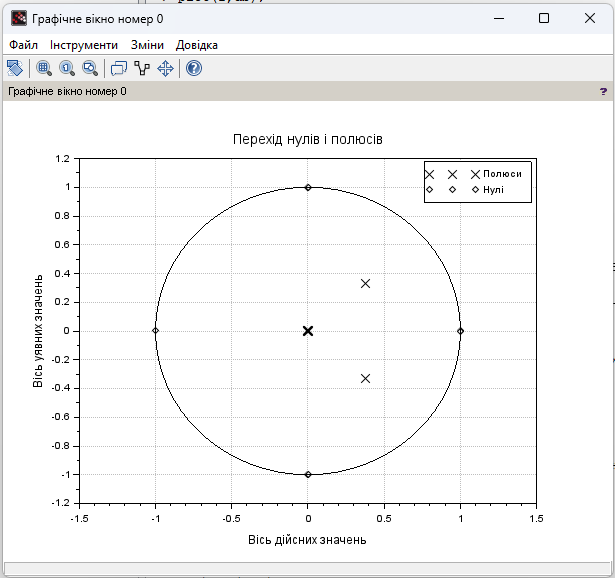 Графічне вікно номер 0
Файл Інструменти Зміни Довідка
Графічне вікно номер 0 ?
Перехід нулів і полюсів
Полюси
Нулі
1.2
1
0.8
0.6
0.4
0.2
0
-0.2
-0.4
-0.6
-0.8
-1
-1.2
Вісь уявних значень
-1.5 -1 -0.5 0 0.5 1 1.5
Вісь дійсних значень